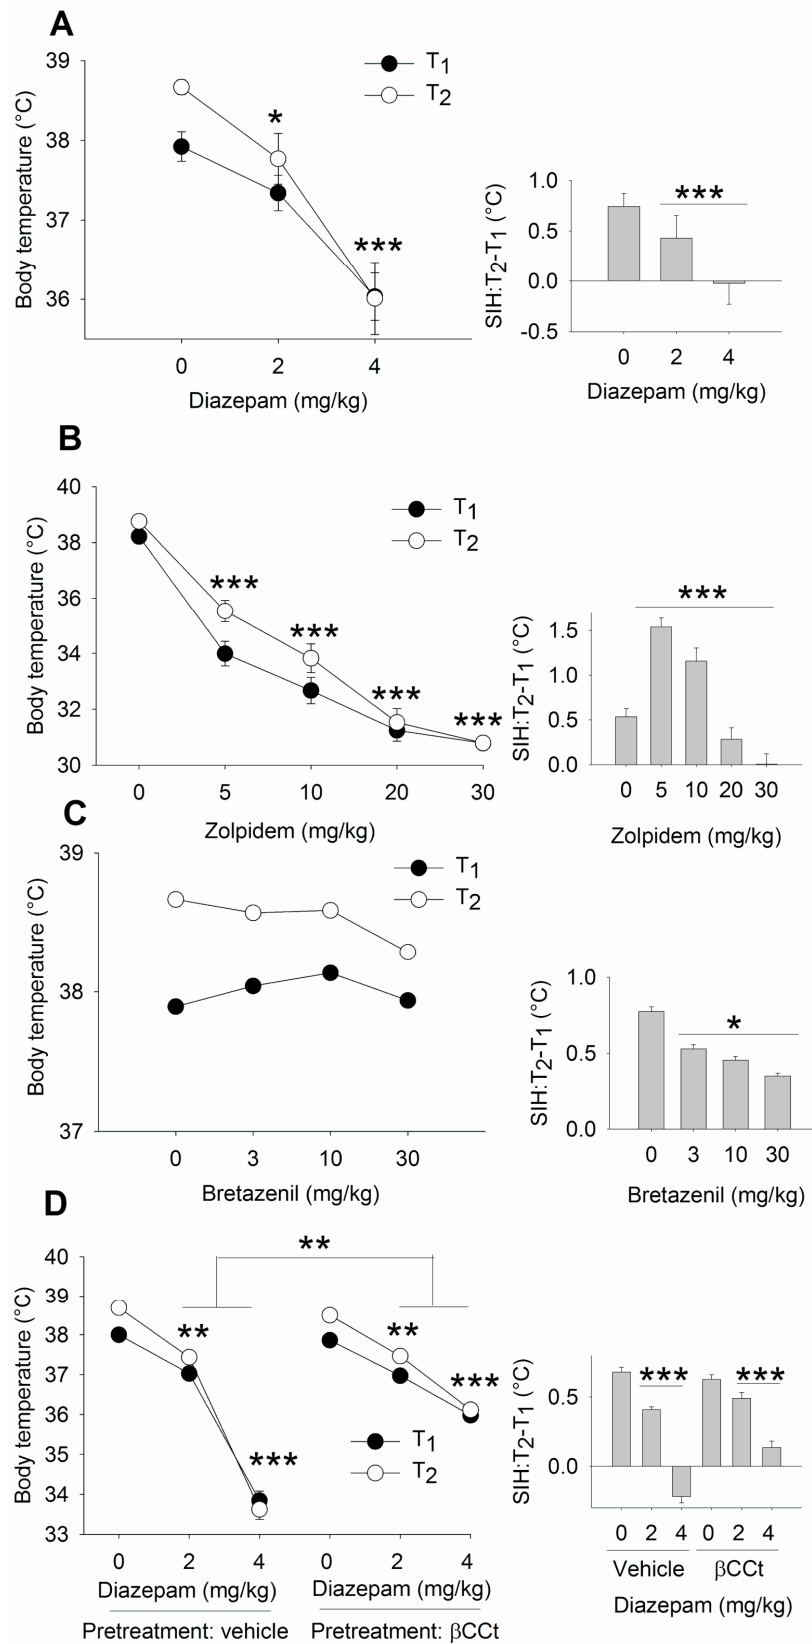 A
39
38
37
36
Body temperature (°C)
T1
T2
*
***
0 2 4
Diazepam (mg/kg)
1.0
0.5
0.0
-0.5
SIH:T2-T1 (°C)
***
0 2 4
Diazepam (mg/kg)
B
40
38
36
34
32
30
Body temperature (°C)
T1
T2
***
***
***
***
0 5 10 20 30
Zolpidem (mg/kg)
1.5
1.0
0.5
0.0
SIH:T2-T1 (°C)
***
0 5 10 20 30
Zolpidem (mg/kg)
C
39
38
37
Body temperature (°C)
T1
T2
0 3 10 30
Bretazenil (mg/kg)
1.0
0.5
0.0
SIH:T2-T1 (°C)
*
0 3 10 30
Bretazenil (mg/kg)
D
40
39
38
37
36
35
34
33
Body temperature (°C)
**
**
***
**
***
T1
T2
0 2 4 0 2 4
Diazepam (mg/kg) Diazepam (mg/kg)
Pretreatment: vehicle Pretreatment: βCCt
0.5
0.0
SIH:T2-T1 (°C)
*** ***
0 2 4 0 2 4
Vehicle βCCt
Diazepam (mg/kg)